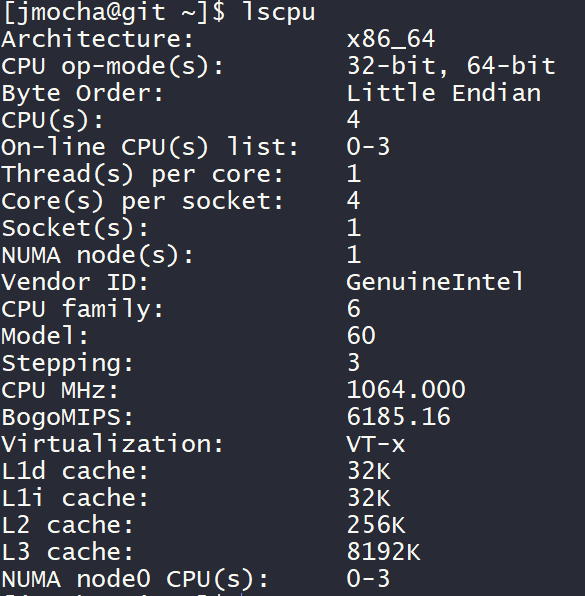 [jmocha@git ~]$ lscpu
Architecture: x86_64
CPU op-mode(s): 32-bit, 64-bit
Byte Order: Little Endian
CPU(s): 4
On-line CPU(s) list: 0-3
Thread(s) per core: 1
Core(s) per socket: 4
Socket(s): 1
NUMA node(s): 1
Vendor ID: GenuineIntel
CPU family: 6
Model: 60
Stepping: 3
CPU MHz: 1064.000
BogoMIPS: 6185.16
Virtualization: VT-x
L1d cache: 32K
L1i cache: 32K
L2 cache: 256K
L3 cache: 8192K
NUMA node0 CPU(s): 0-3